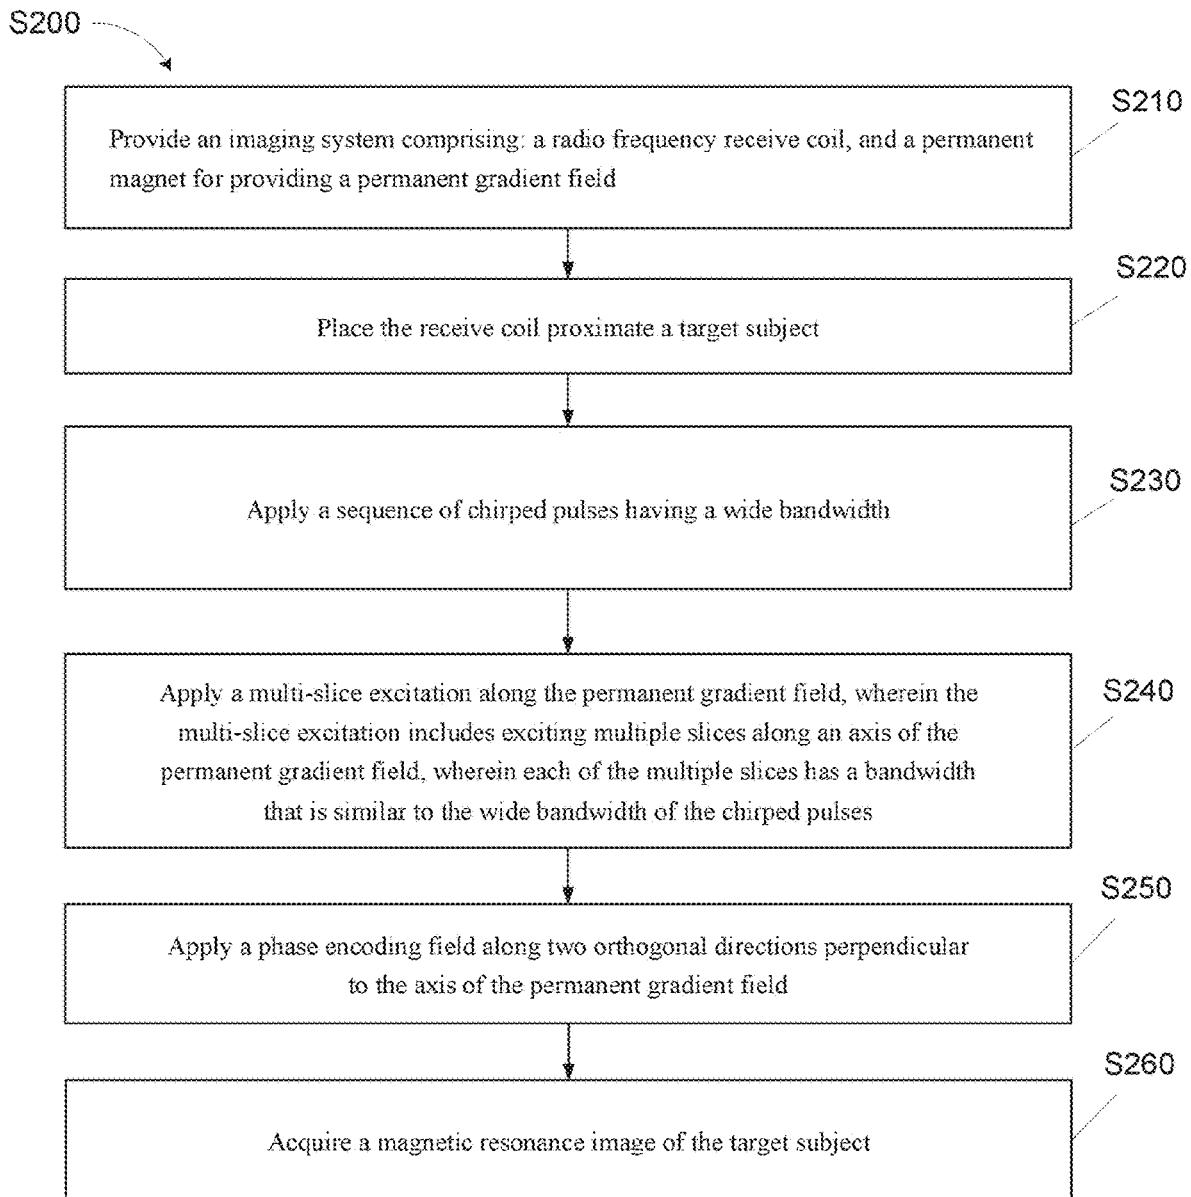 S200
S210
Provide an imaging system comprising: a radio frequency receive coil, and a permanent
magnet for providing a permanent gradient field
S220
Place the receive coil proximate a target subject
S230
Apply a sequence of chirped pulses having a wide bandwidth
S240
Apply a multi-slice excitation along the permanent gradient field, wherein the
multi-slice excitation includes exciting multiple slices along an axis of the
permanent gradient field, wherein each of the multiple slices has a bandwidth
that is similar to the wide bandwidth of the chirped pulses
S250
Apply a phase encoding field along two orthogonal directions perpendicular
to the axis of the permanent gradient field
S260
Acquire a magnetic resonance image of the target subject